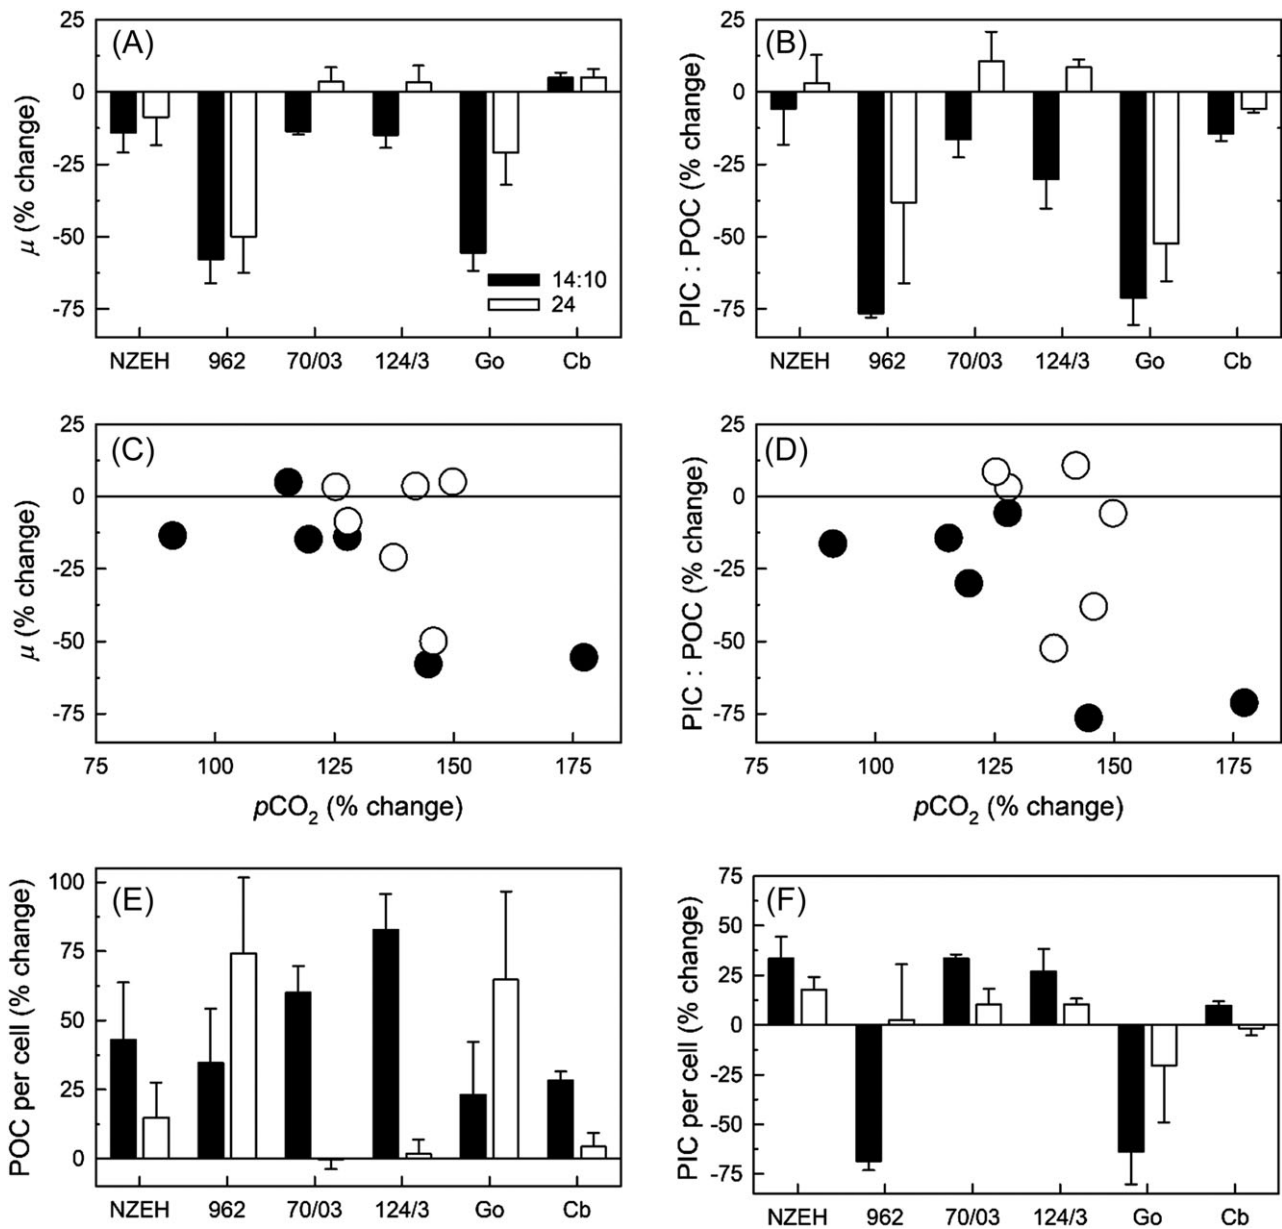 (A)
25
0
-25
-50
-75
μ (% change)
14:10
24
NZEH 962 70/03 124/3 Go Cb
(B)
25
0
-25
-50
-75
PIC : POC (% change)
NZEH 962 70/03 124/3 Go Cb
(C)
25
0
-25
-50
-75
μ (% change)
75 100 125 150 175
pCO₂ (% change)
(D)
25
0
-25
-50
-75
PIC : POC (% change)
75 100 125 150 175
pCO₂ (% change)
(E)
100
75
50
25
0
POC per cell (% change)
NZEH 962 70/03 124/3 Go Cb
(F)
75
50
25
0
-25
-50
-75
PIC per cell (% change)
NZEH 962 70/03 124/3 Go Cb